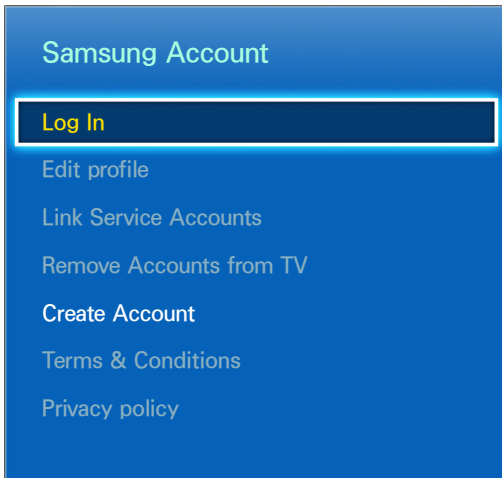 Samsung Account
Log In
Edit profile
Link Service Accounts
Remove Accounts from TV
Create Account
Terms & Conditions
Privacy policy